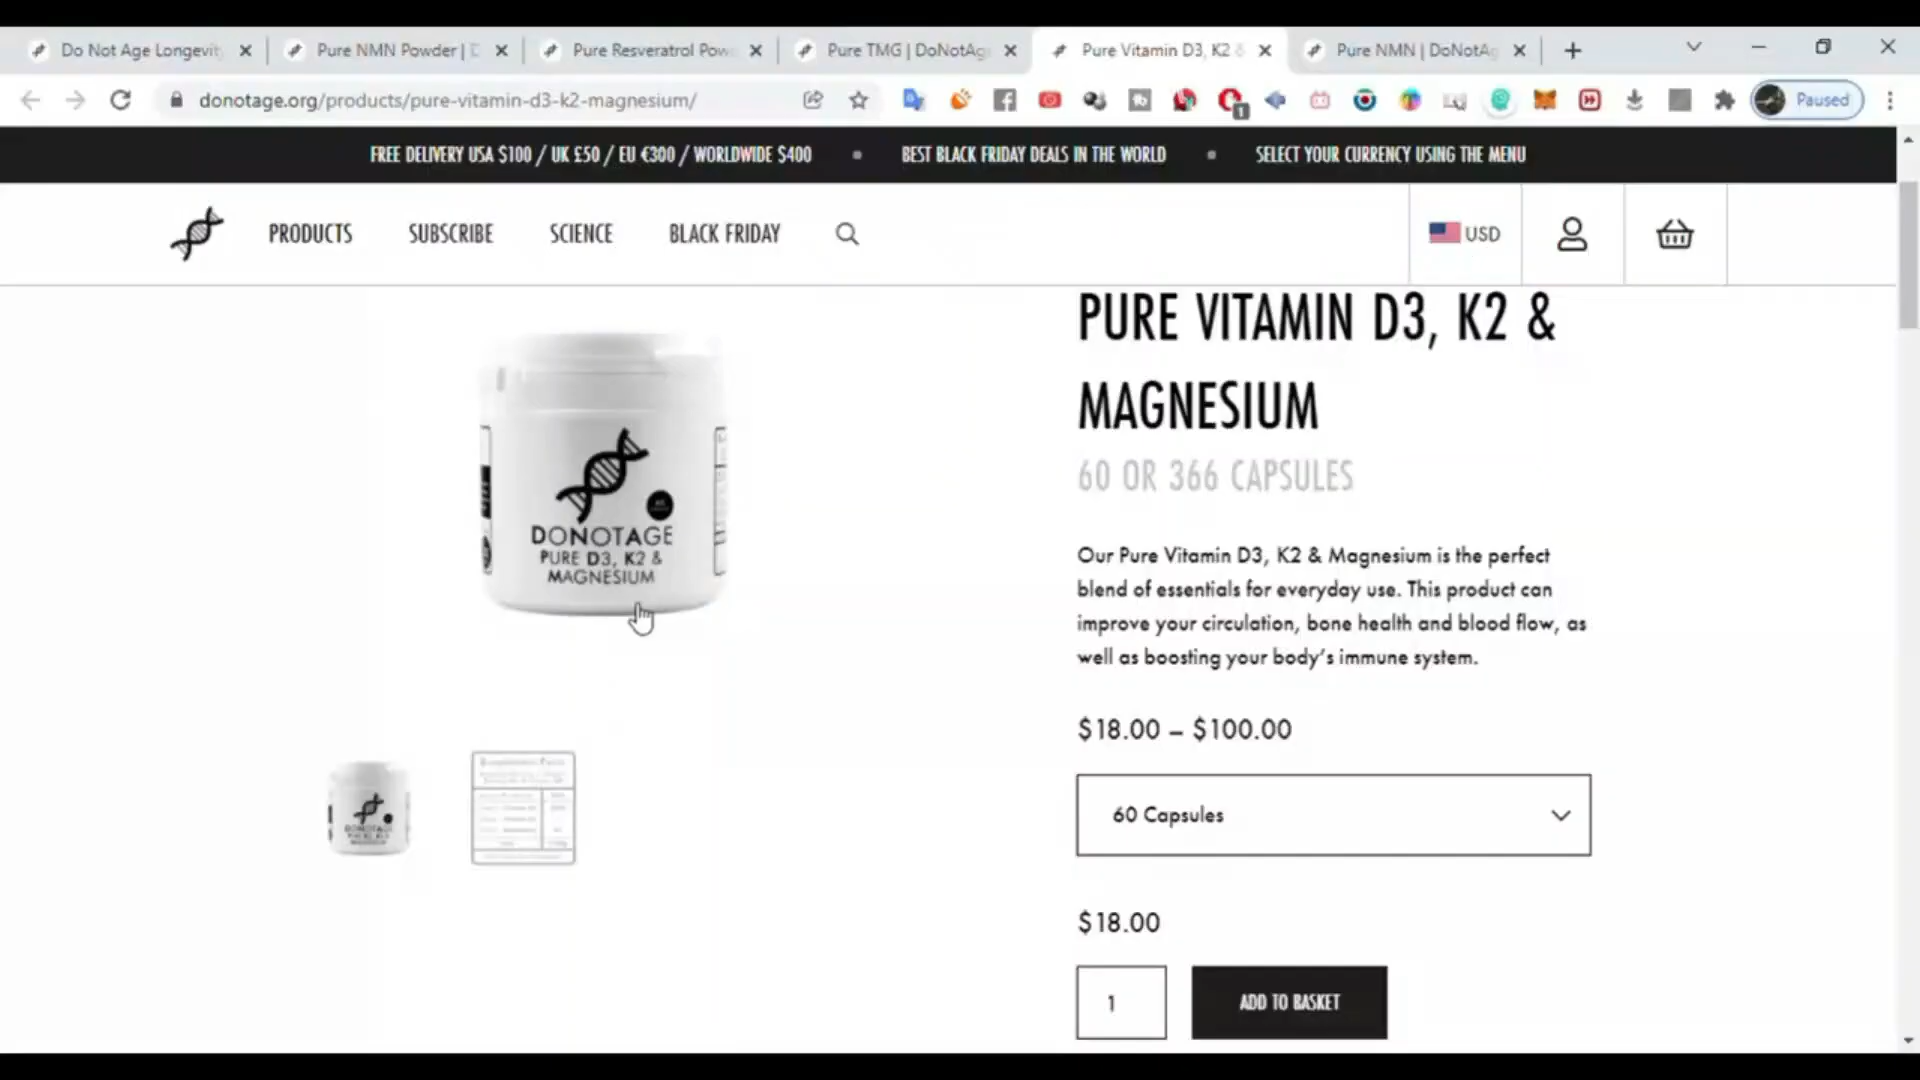 Do Not Age Longevit
Pure NMN Powder |
Pure Resveratrol Pow
Pure TMG | DoNotAg
Pure Vitamin D3, K2 &
Pure NMN | DoNotAg
donotage.org/products/pure-vitamin-d3-k2-magnesium/
1
Paused
FREE DELIVERY USA $100 / UK £50 / EU €300 / WORLDWIDE $400
BEST BLACK FRIDAY DEALS IN THE WORLD
SELECT YOUR CURRENCY USING THE MENU
PRODUCTS
SUBSCRIBE
SCIENCE
BLACK FRIDAY
USD
DONOTAGE
PURE D3, K2 &
MAGNESIUM
PURE VITAMIN D3, K2 &
MAGNESIUM
60 OR 366 CAPSULES
Our Pure Vitamin D3, K2 & Magnesium is the perfect
blend of essentials for everyday use. This product can
improve your circulation, bone health and blood flow, as
well as boosting your body's immune system.
$18.00 – $100.00
60 Capsules
$18.00
1
ADD TO BASKET